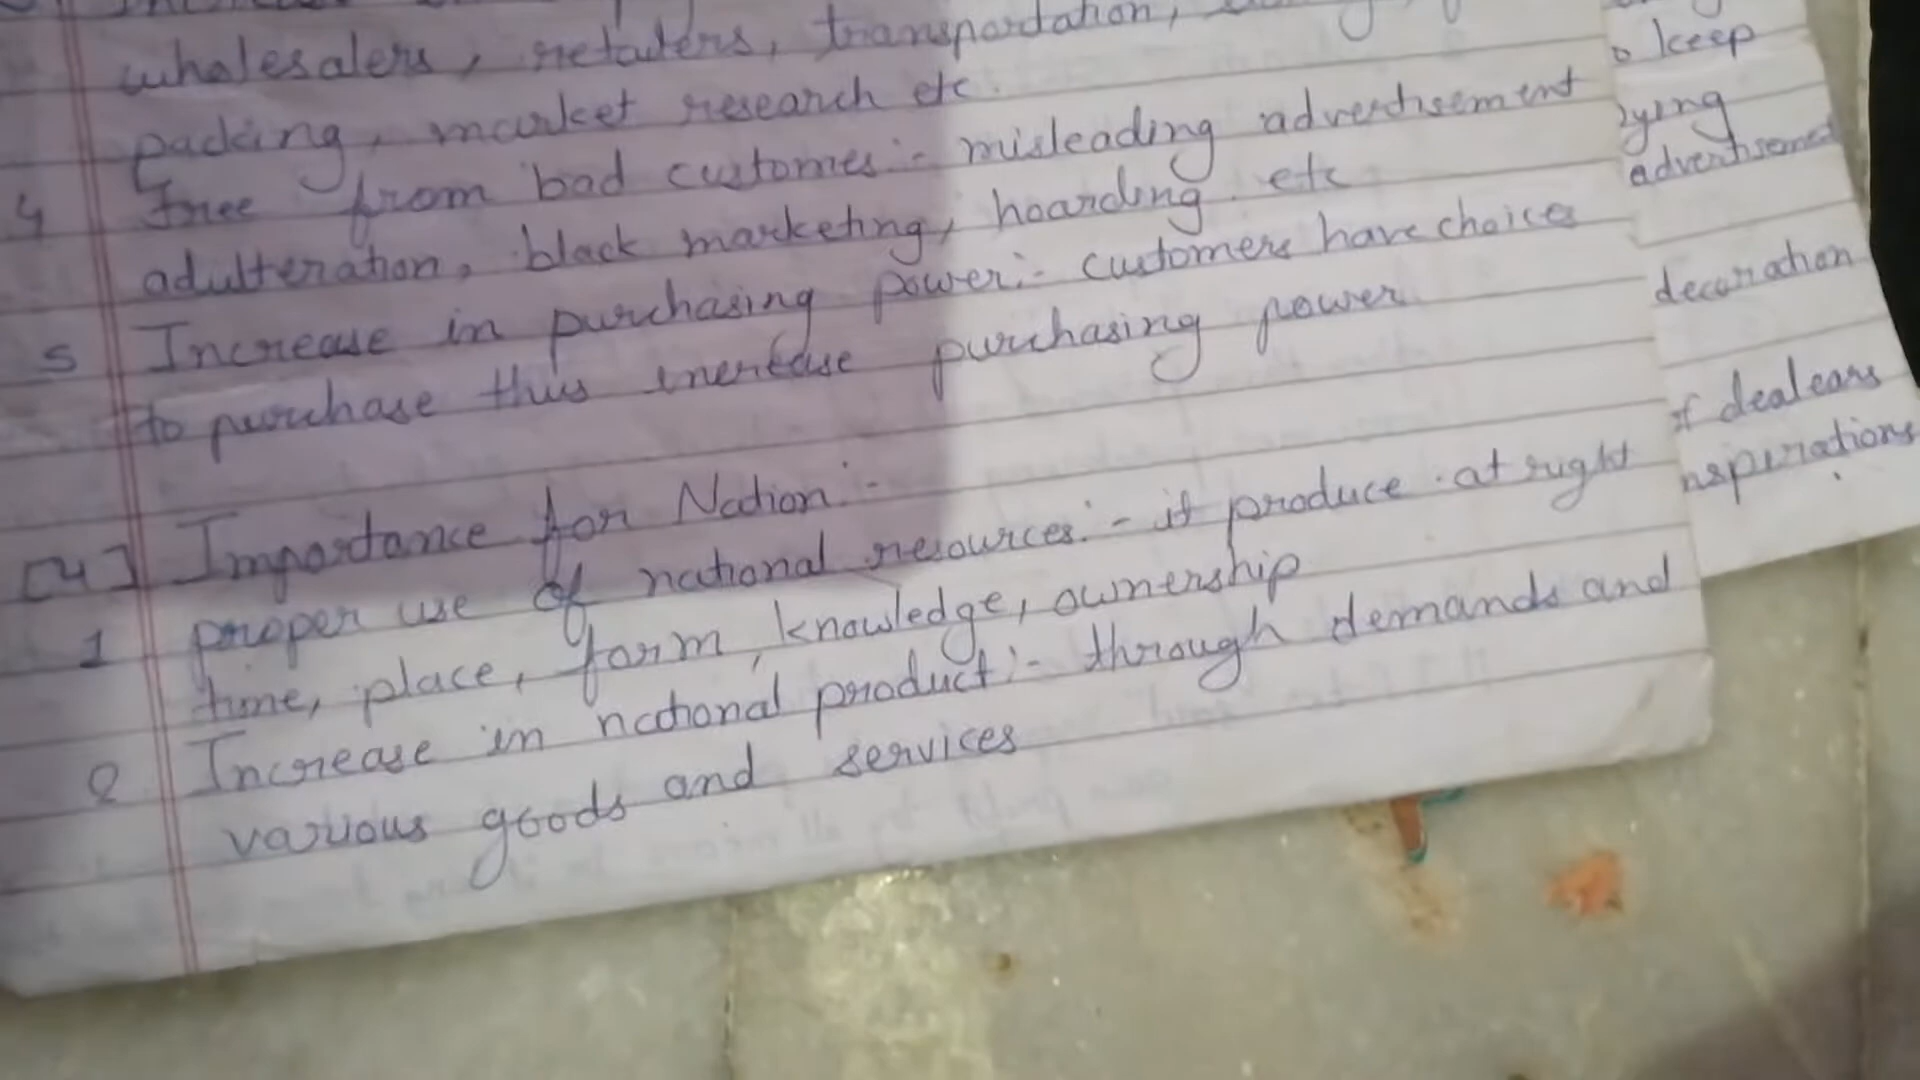 Increase
wholesalers, retailers, transportation,
packing, market research etc.
4 free from bad customes:- misleading advertisement
adulteration, black marketing, hoarding etc
5 Increase in purchasing power:- customers have choices
to purchase thus increase purchasing power
[4] Importance for Nation:-
1 proper use of national resources:- it produce at right
time, place, form, knowledge, ownership
2 Increase in national product:- through demands and
various goods and services
keep
ying
advertisement
decoration
of dealears